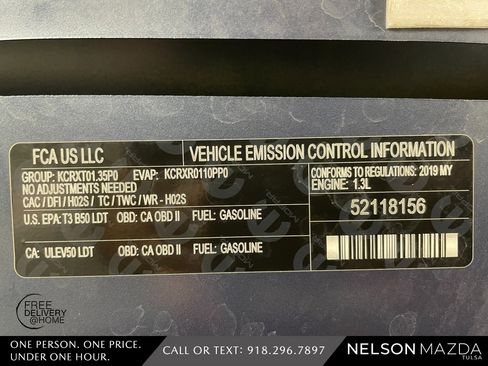 FCA US LLC
VEHICLE EMISSION CONTROL INFORMATION
GROUP: KCRXT01.35P0 EVAP: KCRXR0110PP0
NO ADJUSTMENTS NEEDED
CAC / DFI / HO2S / TC / TWC / WR - HO2S
U.S. EPA: T3 B50 LDT OBD: CA OBD II FUEL: GASOLINE
CA: ULEV50 LDT OBD: CA OBD II FUEL: GASOLINE
CONFORMS TO REGULATIONS: 2019 MY
ENGINE: 1.3L
52118156
FREE
DELIVERY
@HOME
ONE PERSON. ONE PRICE.
UNDER ONE HOUR.
CALL OR TEXT: 918.296.7897
NELSON MAZDA
TULSA